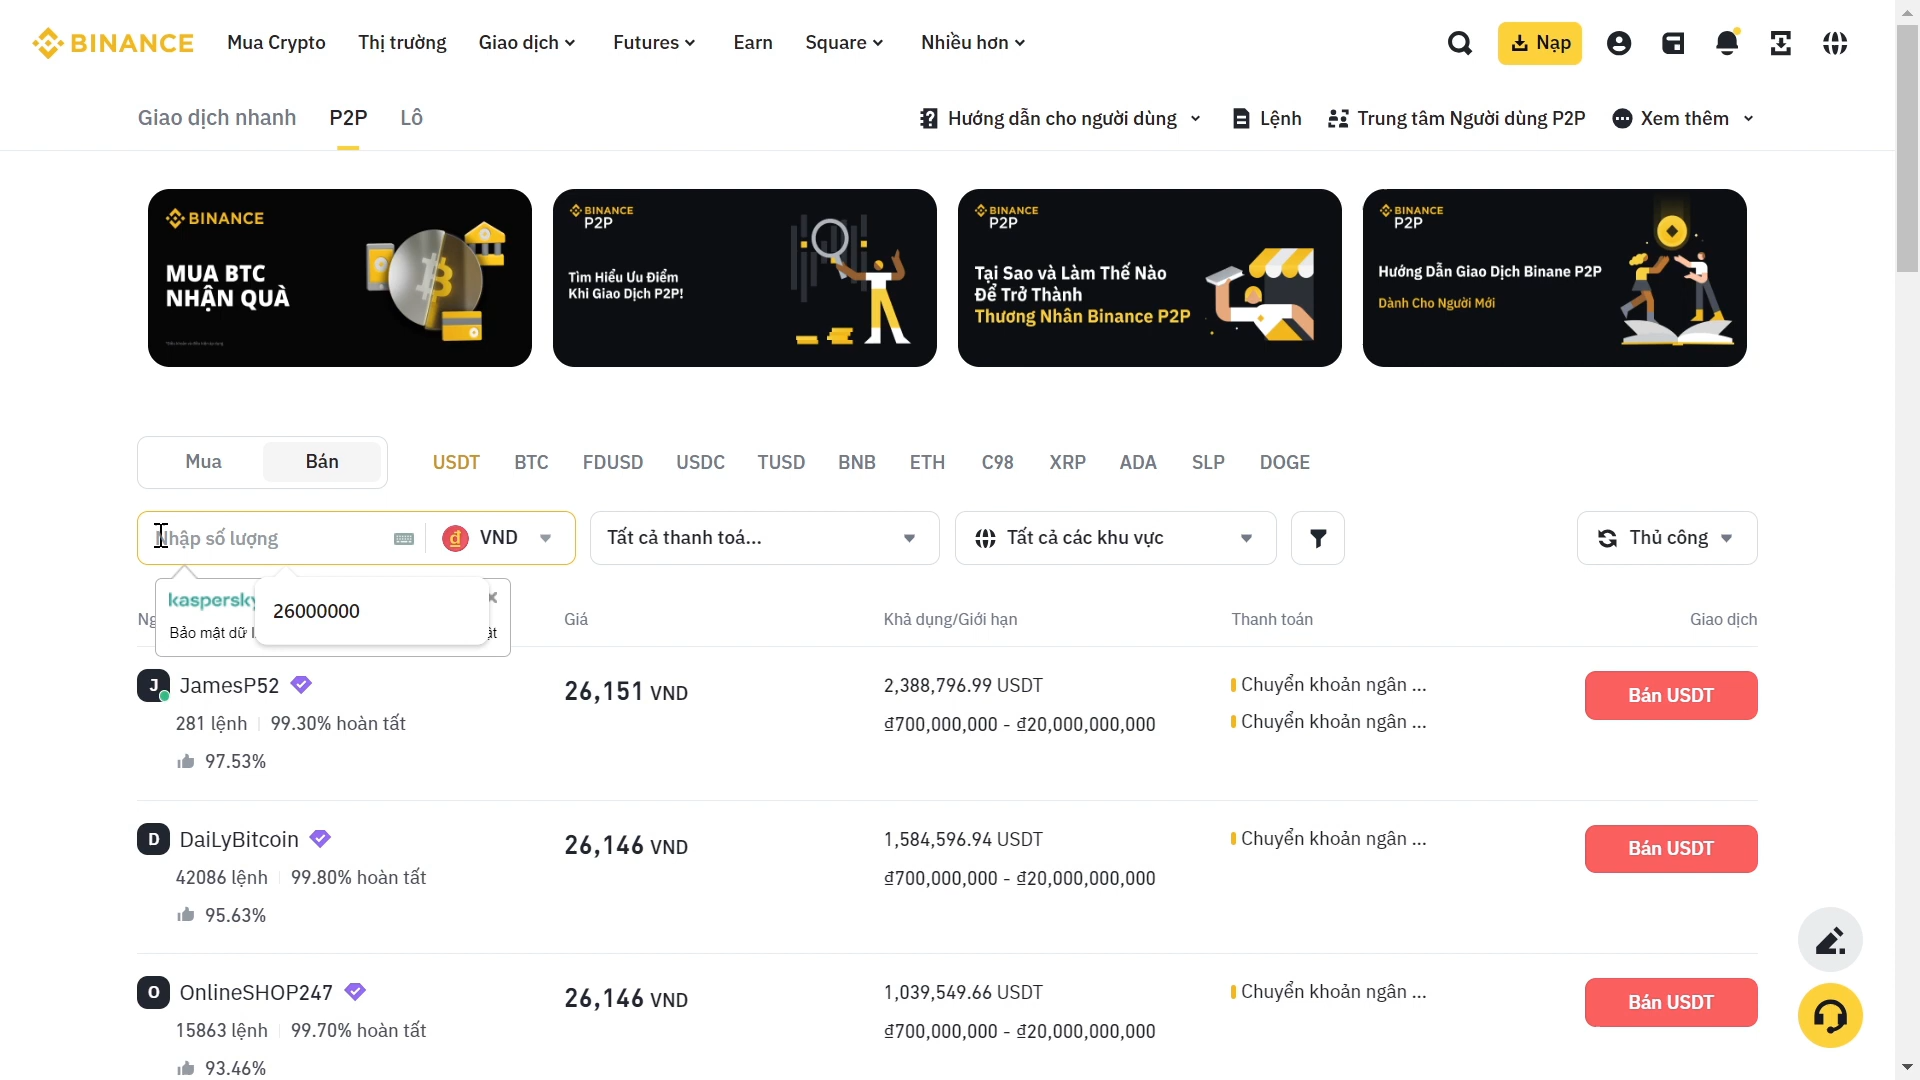 BINANCE
Mua Crypto
Thị trường
Giao dịch
Futures
Earn
Square
Nhiều hơn
Nạp
Giao dịch nhanh
P2P
Lô
Hướng dẫn cho người dùng
Lệnh
Trung tâm Người dùng P2P
Xem thêm
BINANCE
MUA BTC
NHẬN QUÀ
BINANCE
P2P
Tìm Hiểu Ưu Điểm
Khi Giao Dịch P2P!
BINANCE
P2P
Tại Sao và Làm Thế Nào
Để Trở Thành
Thương Nhân Binance P2P
BINANCE
P2P
Hướng Dẫn Giao Dịch Binane P2P
Dành Cho Người Mới
Mua
Bán
USDT
BTC
FDUSD
USDC
TUSD
BNB
ETH
C98
XRP
ADA
SLP
DOGE
Nhập số lượng
đ VND
Tất cả thanh toá...
Tất cả các khu vực
Thủ công
kaspersky
Bảo mật dữ
26000000
Giá
Khả dụng/Giới hạn
Thanh toán
Giao dịch
J JamesP52
281 lệnh
99.30% hoàn tất
97.53%
26,151 VND
2,388,796.99 USDT
₫700,000,000 - ₫20,000,000,000
Chuyển khoản ngân ...
Chuyển khoản ngân ...
Bán USDT
D DaiLyBitcoin
42086 lệnh
99.80% hoàn tất
95.63%
26,146 VND
1,584,596.94 USDT
₫700,000,000 - ₫20,000,000,000
Chuyển khoản ngân ...
Bán USDT
O OnlineSHOP247
15863 lệnh
99.70% hoàn tất
93.46%
26,146 VND
1,039,549.66 USDT
₫700,000,000 - ₫20,000,000,000
Chuyển khoản ngân ...
Bán USDT